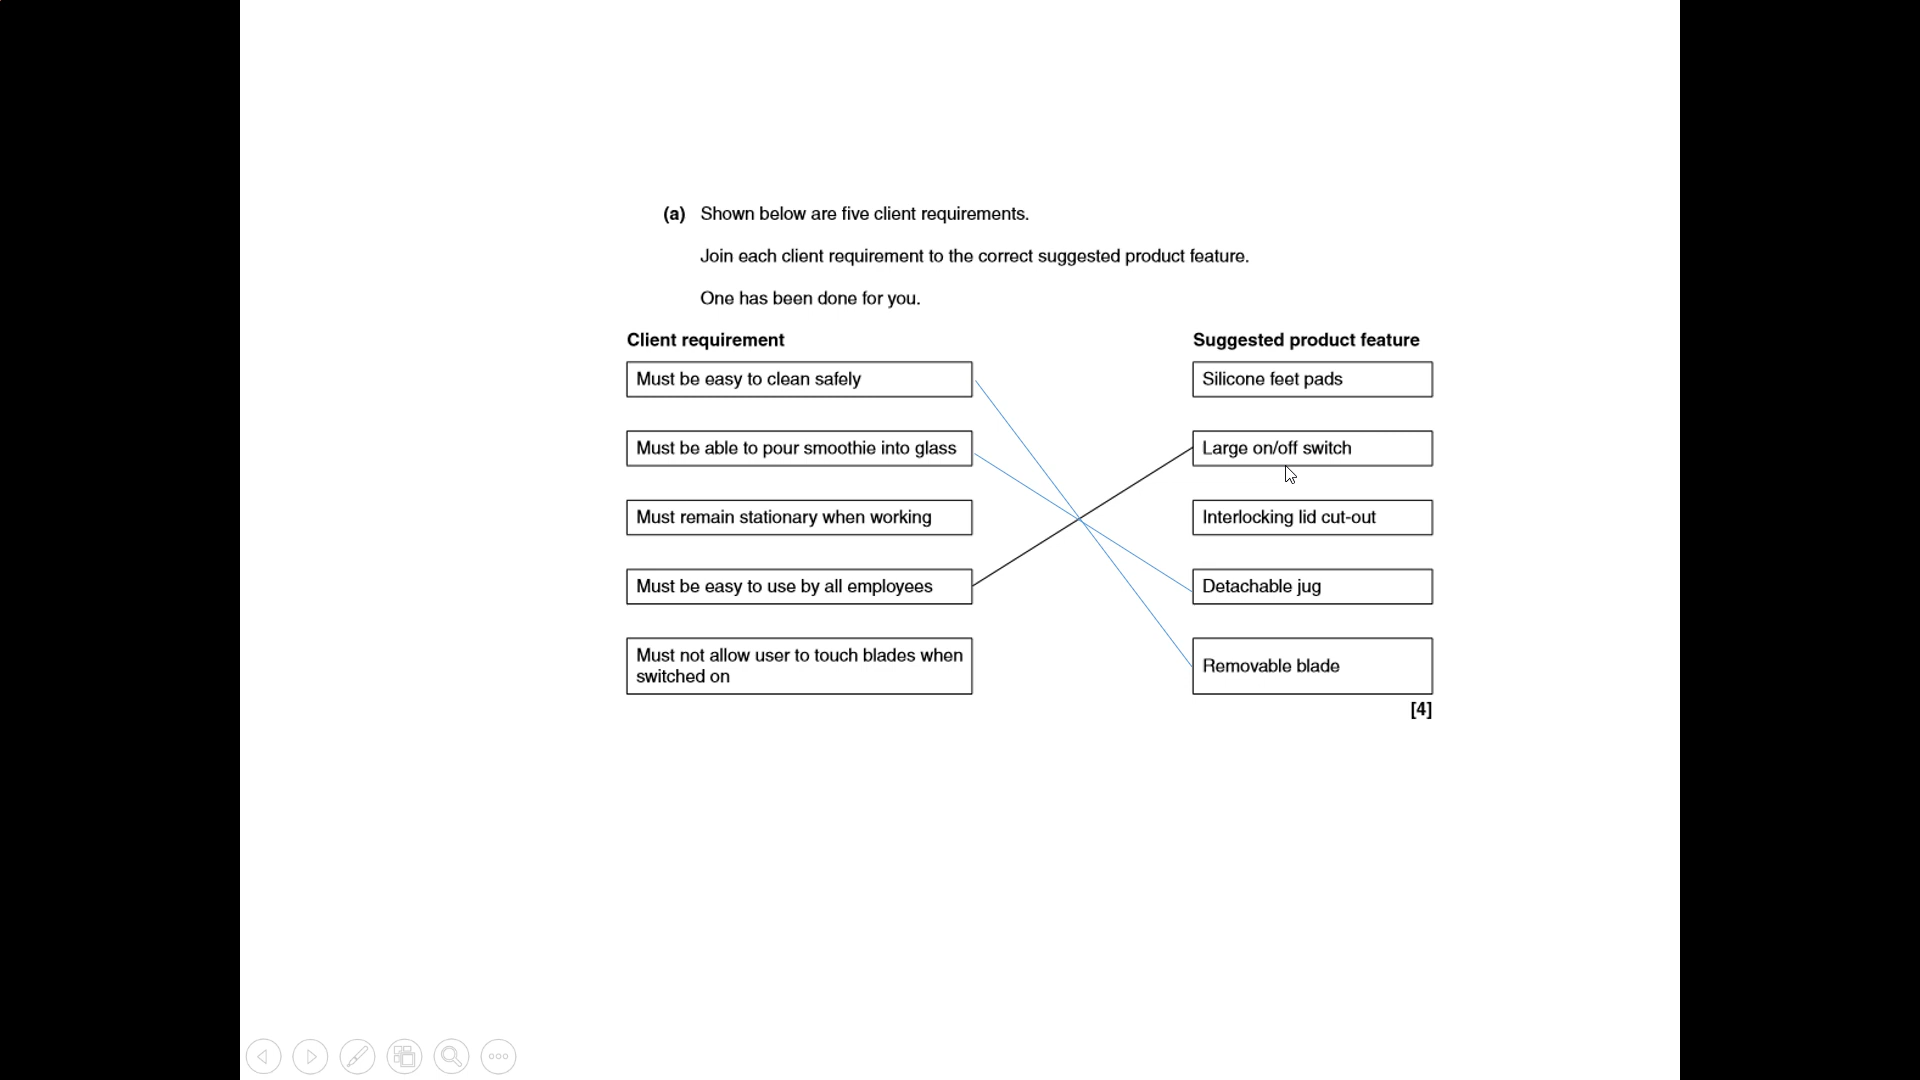 (a) Shown below are five client requirements.
Join each client requirement to the correct suggested product feature.
One has been done for you.
Client requirement
Suggested product feature
Must be easy to clean safely
Silicone feet pads
Must be able to pour smoothie into glass
Large on/off switch
Must remain stationary when working
Interlocking lid cut-out
Must be easy to use by all employees
Detachable jug
Must not allow user to touch blades when
switched on
Removable blade
[4]